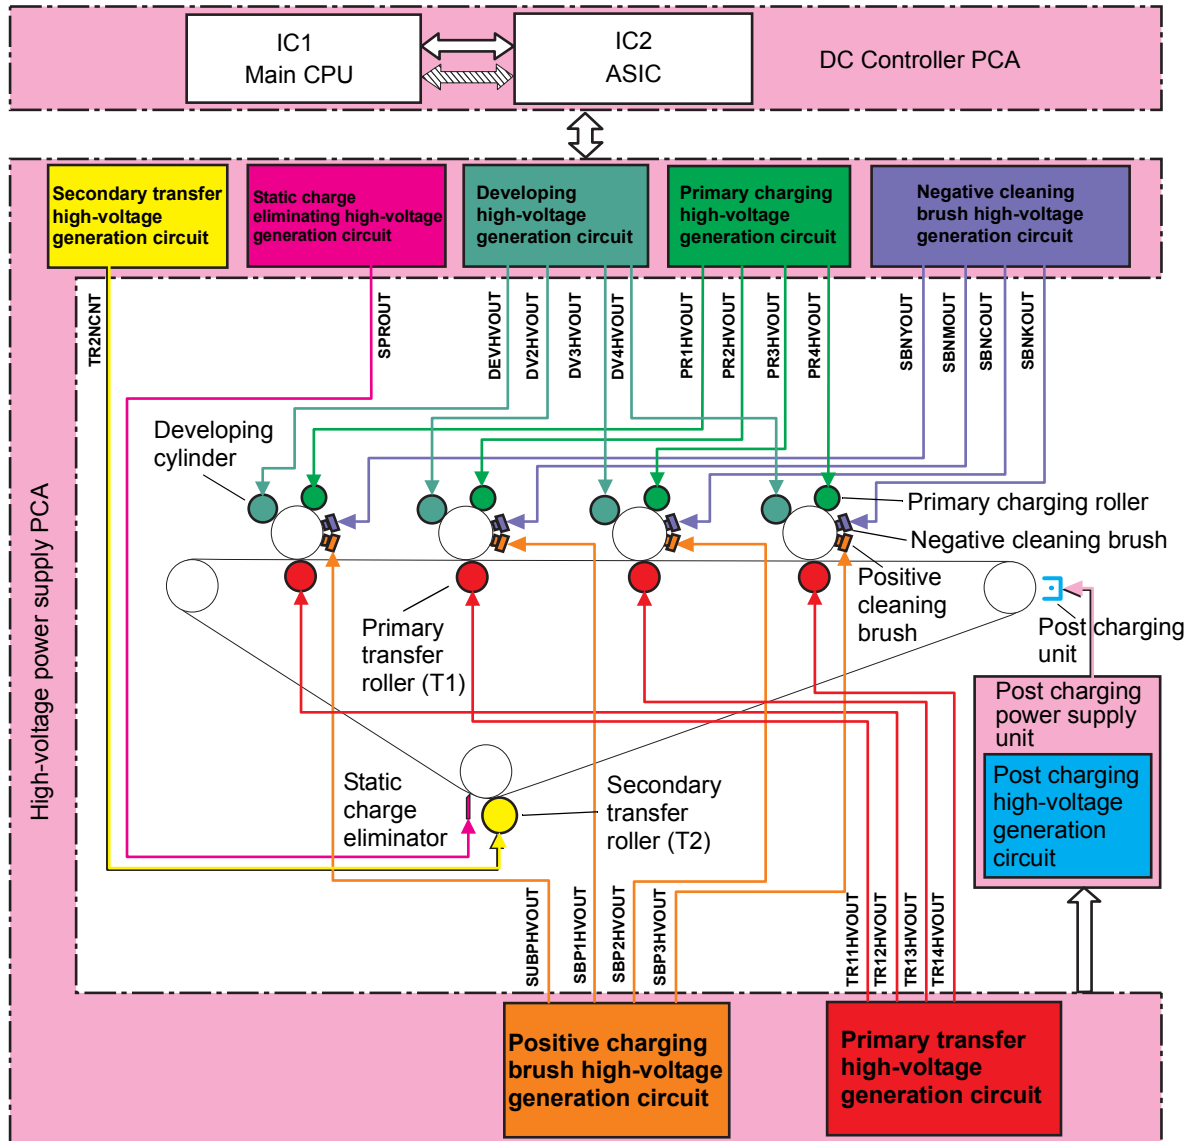 IC1
Main CPU
IC2
ASIC
DC Controller PCA
Secondary transfer
high-voltage
generation circuit
Static charge
eliminating high-voltage
generation circuit
Developing
high-voltage
generation circuit
Primary charging
high-voltage
generation circuit
Negative cleaning
brush high-voltage
generation circuit
TR2NCNT
SPROUT
DEVHVOUT
DV2HVOUT
DV3HVOUT
DV4HVOUT
PR1HVOUT
PR2HVOUT
PR3HVOUT
PR4HVOUT
SBNYOUT
SBNMOUT
SBNCOUT
SBNKOUT
High-voltage power supply PCA
Developing
cylinder
Primary charging roller
Negative cleaning brush
Positive
cleaning
brush
Post charging
unit
Primary
transfer
roller (T1)
Post charging
power supply
unit
Post charging
high-voltage
generation
circuit
Static
charge
eliminator
Secondary
transfer
roller (T2)
SUBPHVOUT
SBP1HVOUT
SBP2HVOUT
SBP3HVOUT
TR11HVOUT
TR12HVOUT
TR13HVOUT
TR14HVOUT
Positive charging
brush high-voltage
generation circuit
Primary transfer
high-voltage
generation circuit